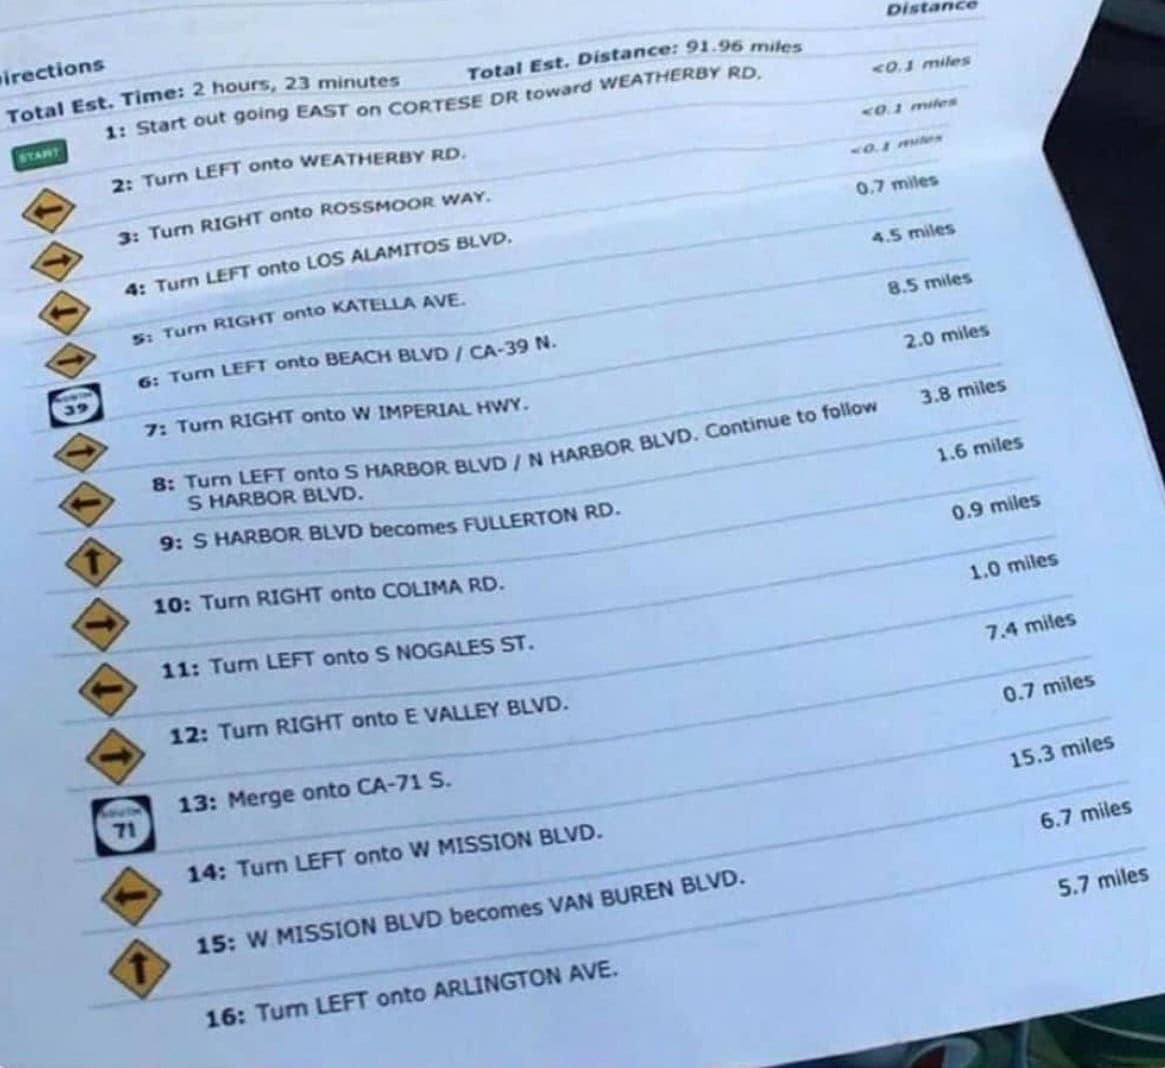 Distance
irections
Total Est. Time: 2 hours, 23 minutes Total Est. Distance: 91.96 miles
START 1: Start out going EAST on CORTESE DR toward WEATHERBY RD. <0.1 miles
2: Turn LEFT onto WEATHERBY RD. <0.1 miles
3: Turn RIGHT onto ROSSMOOR WAY. <0.1 miles
4: Turn LEFT onto LOS ALAMITOS BLVD. 0.7 miles
5: Turn RIGHT onto KATELLA AVE. 4.5 miles
NORTH 39 6: Turn LEFT onto BEACH BLVD / CA-39 N. 8.5 miles
7: Turn RIGHT onto W IMPERIAL HWY. 2.0 miles
8: Turn LEFT onto S HARBOR BLVD / N HARBOR BLVD. Continue to follow 3.8 miles
S HARBOR BLVD.
9: S HARBOR BLVD becomes FULLERTON RD. 1.6 miles
10: Turn RIGHT onto COLIMA RD. 0.9 miles
11: Turn LEFT onto S NOGALES ST. 1.0 miles
12: Turn RIGHT onto E VALLEY BLVD. 7.4 miles
SOUTH 71 13: Merge onto CA-71 S. 0.7 miles
14: Turn LEFT onto W MISSION BLVD. 15.3 miles
15: W MISSION BLVD becomes VAN BUREN BLVD. 6.7 miles
16: Turn LEFT onto ARLINGTON AVE. 5.7 miles